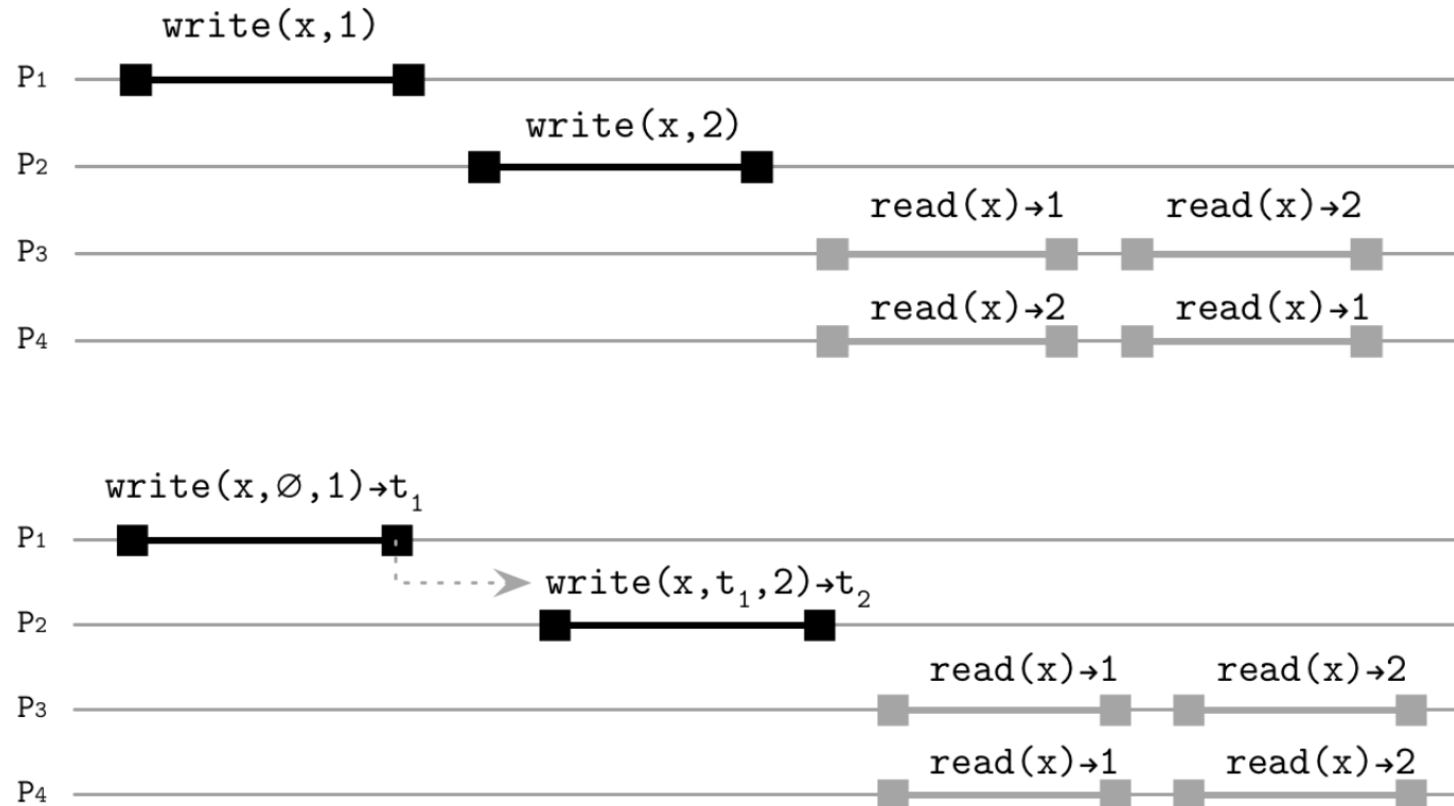 write(x,1)
P1
write(x,2)
P2
read(x)→1 read(x)→2
P3
read(x)→2 read(x)→1
P4
write(x,∅,1)→t₁
P1
write(x,t₁,2)→t₂
P2
read(x)→1 read(x)→2
P3
read(x)→1 read(x)→2
P4